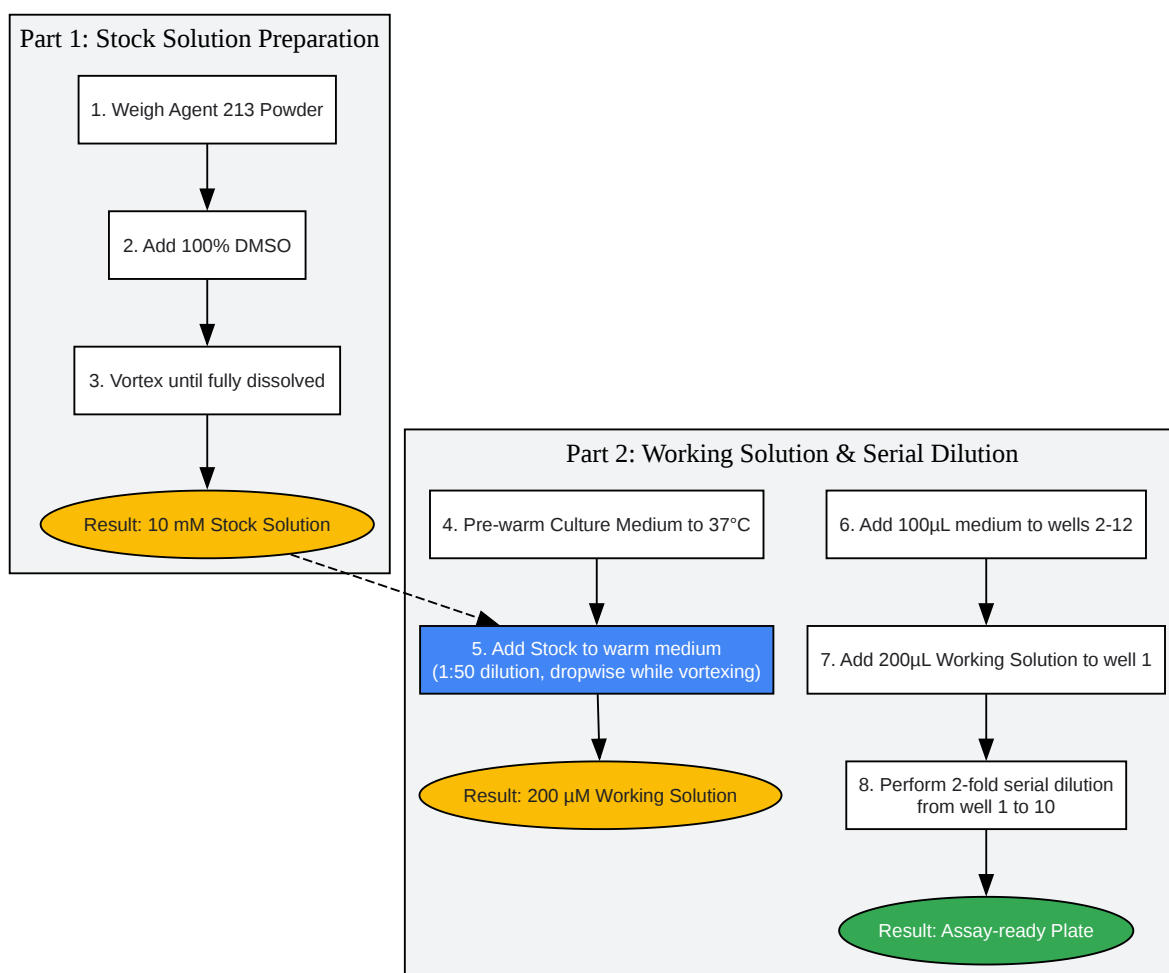 Part 1: Stock Solution Preparation
1. Weigh Agent 213 Powder
2. Add 100% DMSO
3. Vortex until fully dissolved
Result: 10 mM Stock Solution
Part 2: Working Solution & Serial Dilution
4. Pre-warm Culture Medium to 37°C
5. Add Stock to warm medium
(1:50 dilution, dropwise while vortexing)
Result: 200 µM Working Solution
6. Add 100µL medium to wells 2-12
7. Add 200µL Working Solution to well 1
8. Perform 2-fold serial dilution
from well 1 to 10
Result: Assay-ready Plate